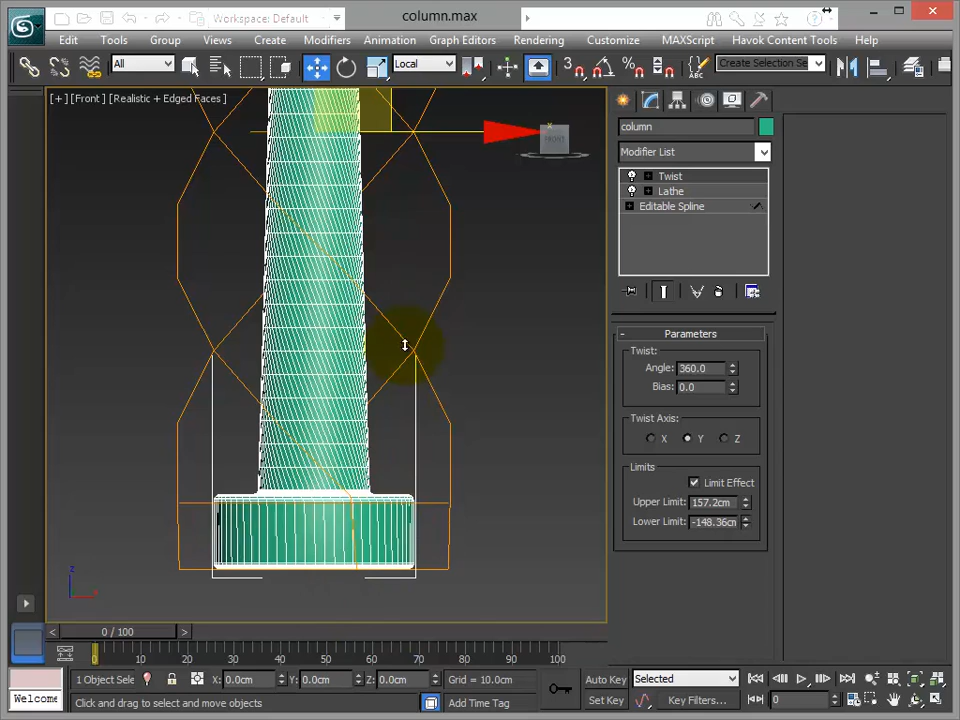 Workspace: Default
column.max
Edit Tools Group Views Create Modifiers Animation Graph Editors Rendering Customize MAXScript Havok Content Tools Help
All
Local
Create Selection Se
[+] [Front] [Realistic + Edged Faces]
FRONT
x
column
Modifier List
Twist
Lathe
Editable Spline
Parameters
Twist:
Angle: 360.0
Bias: 0.0
Twist Axis:
X Y Z
Limits
Limit Effect
Upper Limit: 157.2cm
Lower Limit: -148.36cm
z
x
0 / 100
0 10 20 30 40 50 60 70 80 90 100
1 Object Sele
X: 0.0cm Y: 0.0cm Z: 0.0cm
Grid = 10.0cm
Auto Key
Selected
Welcome
Click and drag to select and move objects
Add Time Tag
Set Key
Key Filters...
0